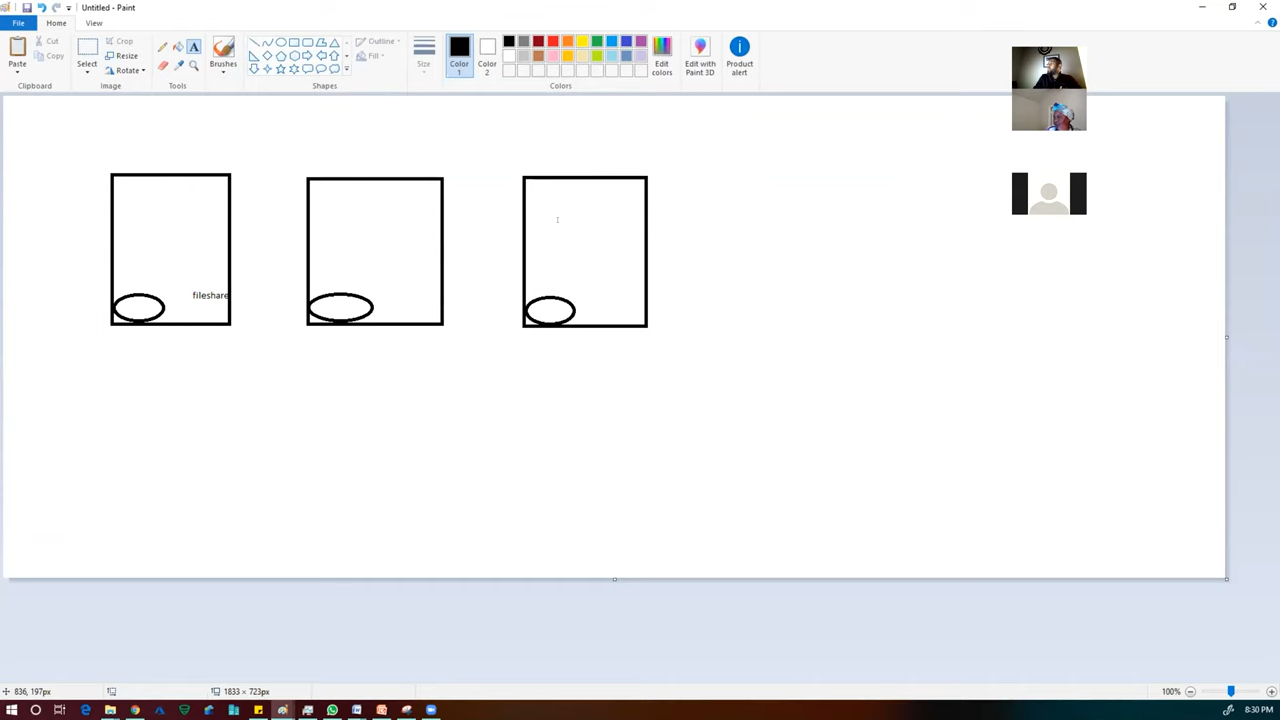 Untitled - Paint
File
Home
View
Paste
Cut
Copy
Clipboard
Select
Crop
Resize
Rotate
Image
A
Tools
Brushes
Shapes
Outline
Fill
Size
Color
1
Color
2
Edit
colors
Colors
Edit with
Paint 3D
Product
alert
fileshare
836, 197px
1833 × 723px
100%
8:30 PM